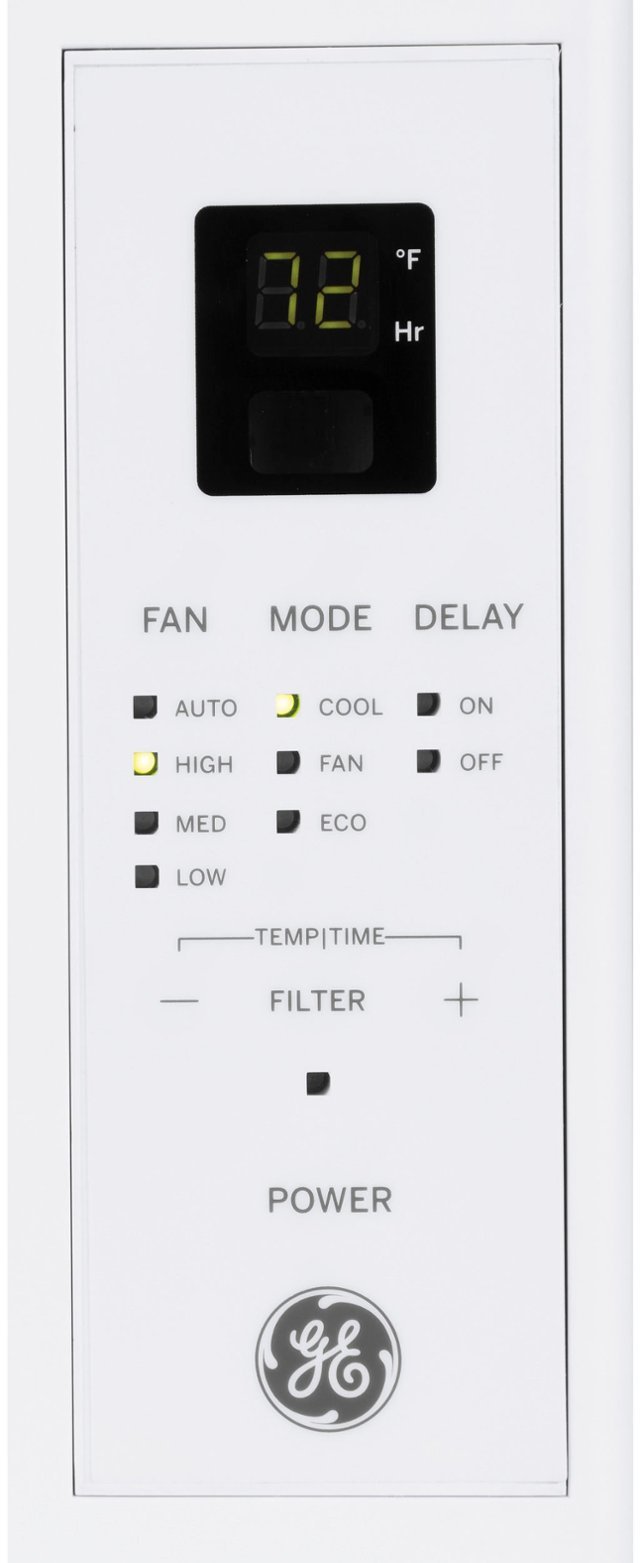 72 °F
Hr
FAN MODE DELAY
AUTO COOL ON
HIGH FAN OFF
MED ECO
LOW
TEMP|TIME
— FILTER +
POWER
GE